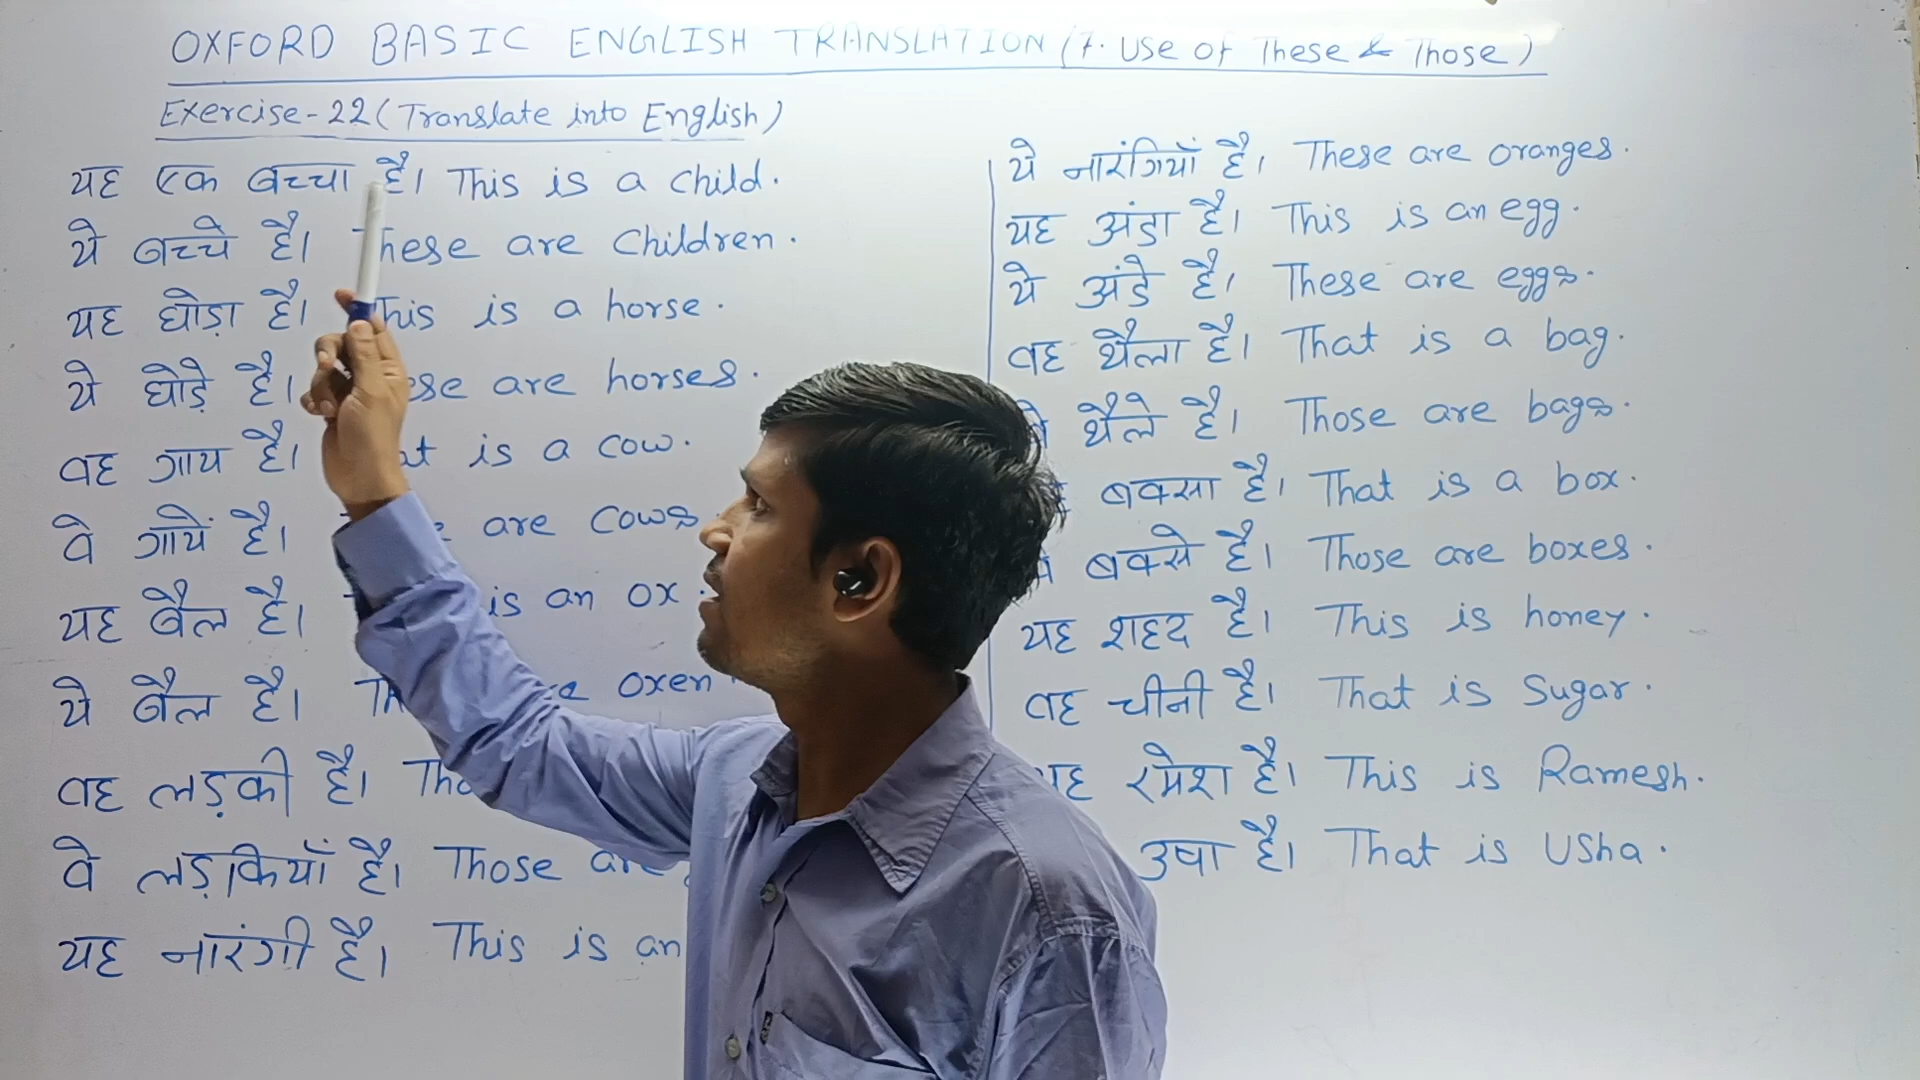 OXFORD BASIC ENGLISH TRANSLATION (7. Use of These & Those)
Exercise-22 (Translate into English)
यह एक बच्चा है। This is a child.
ये बच्चे है। These are children.
यह घोड़ा है। This is a horse.
ये घोड़े है। are horses.
वह गाय है। is a cow.
वे गायें है। are cows
यह बैल है। is an ox.
ये बैल है। oxen
वह लड़की है।
वे लड़कियाँ है। Those are
यह नारंगी है। This is an
ये नारंगियाँ है। These are oranges.
यह अंडा है। This is an egg.
ये अंडे है। These are eggs.
वह थैला है। That is a bag.
थैले है। Those are bags.
बक्सा है। That is a box.
बक्से है। Those are boxes.
यह शहद है। This is honey.
वह चीनी है। That is Sugar.
यह रमेश है। This is Ramesh.
उषा है। That is Usha.